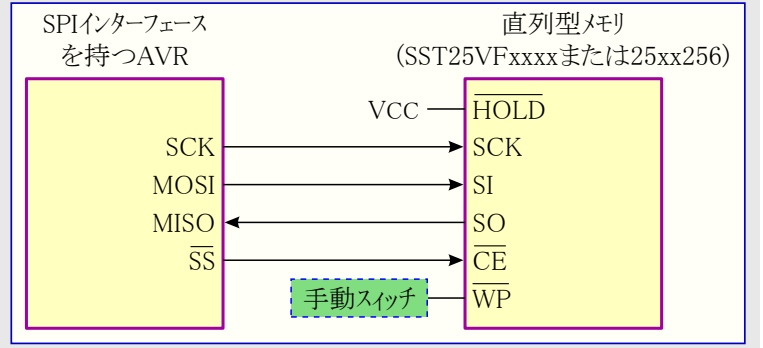 SPIインターフェース
を持つAVR
直列型メモリ
(SST25VFxxxxまたは25xx256)
VCC
HOLD
SCK
SCK
MOSI
SI
MISO
SO
SS
CE
手動スイッチ
WP